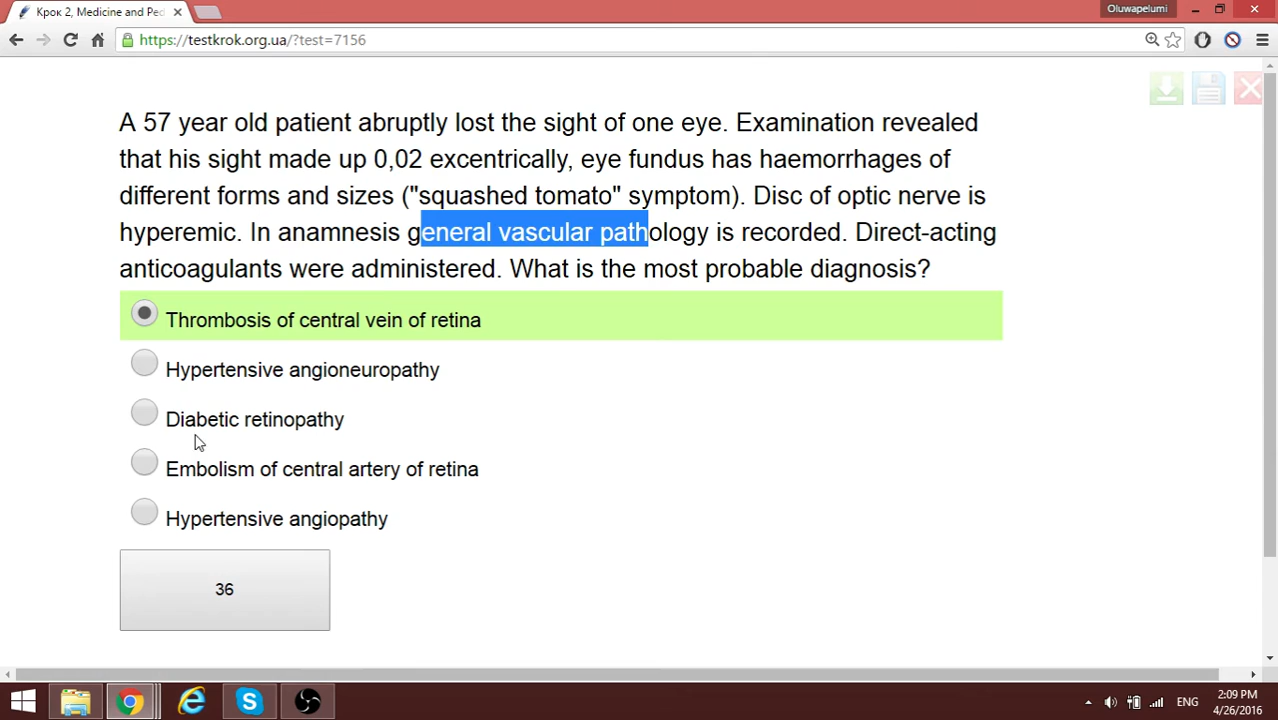 Крок 2, Medicine and Pedi
Oluwapelumi
https://testkrok.org.ua/?test=7156
A 57 year old patient abruptly lost the sight of one eye. Examination revealed
that his sight made up 0,02 excentrically, eye fundus has haemorrhages of
different forms and sizes ("squashed tomato" symptom). Disc of optic nerve is
hyperemic. In anamnesis general vascular pathology is recorded. Direct-acting
anticoagulants were administered. What is the most probable diagnosis?
Thrombosis of central vein of retina
Hypertensive angioneuropathy
Diabetic retinopathy
Embolism of central artery of retina
Hypertensive angiopathy
36
ENG
2:09 PM
4/26/2016